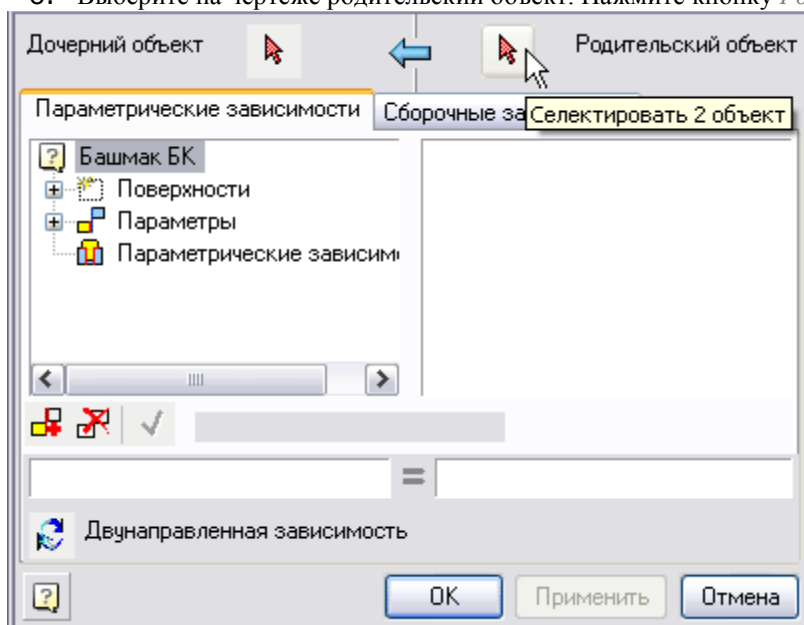 Выберите на чертеже родительский объект. Нажмите кнопку
Дочерний объект
Родительский объект
Параметрические зависимости
Сборочные за
Селектировать 2 объект
Башмак БК
Поверхности
Параметры
Параметрические зависим
=
Двунаправленная зависимость
OK
Применить
Отмена